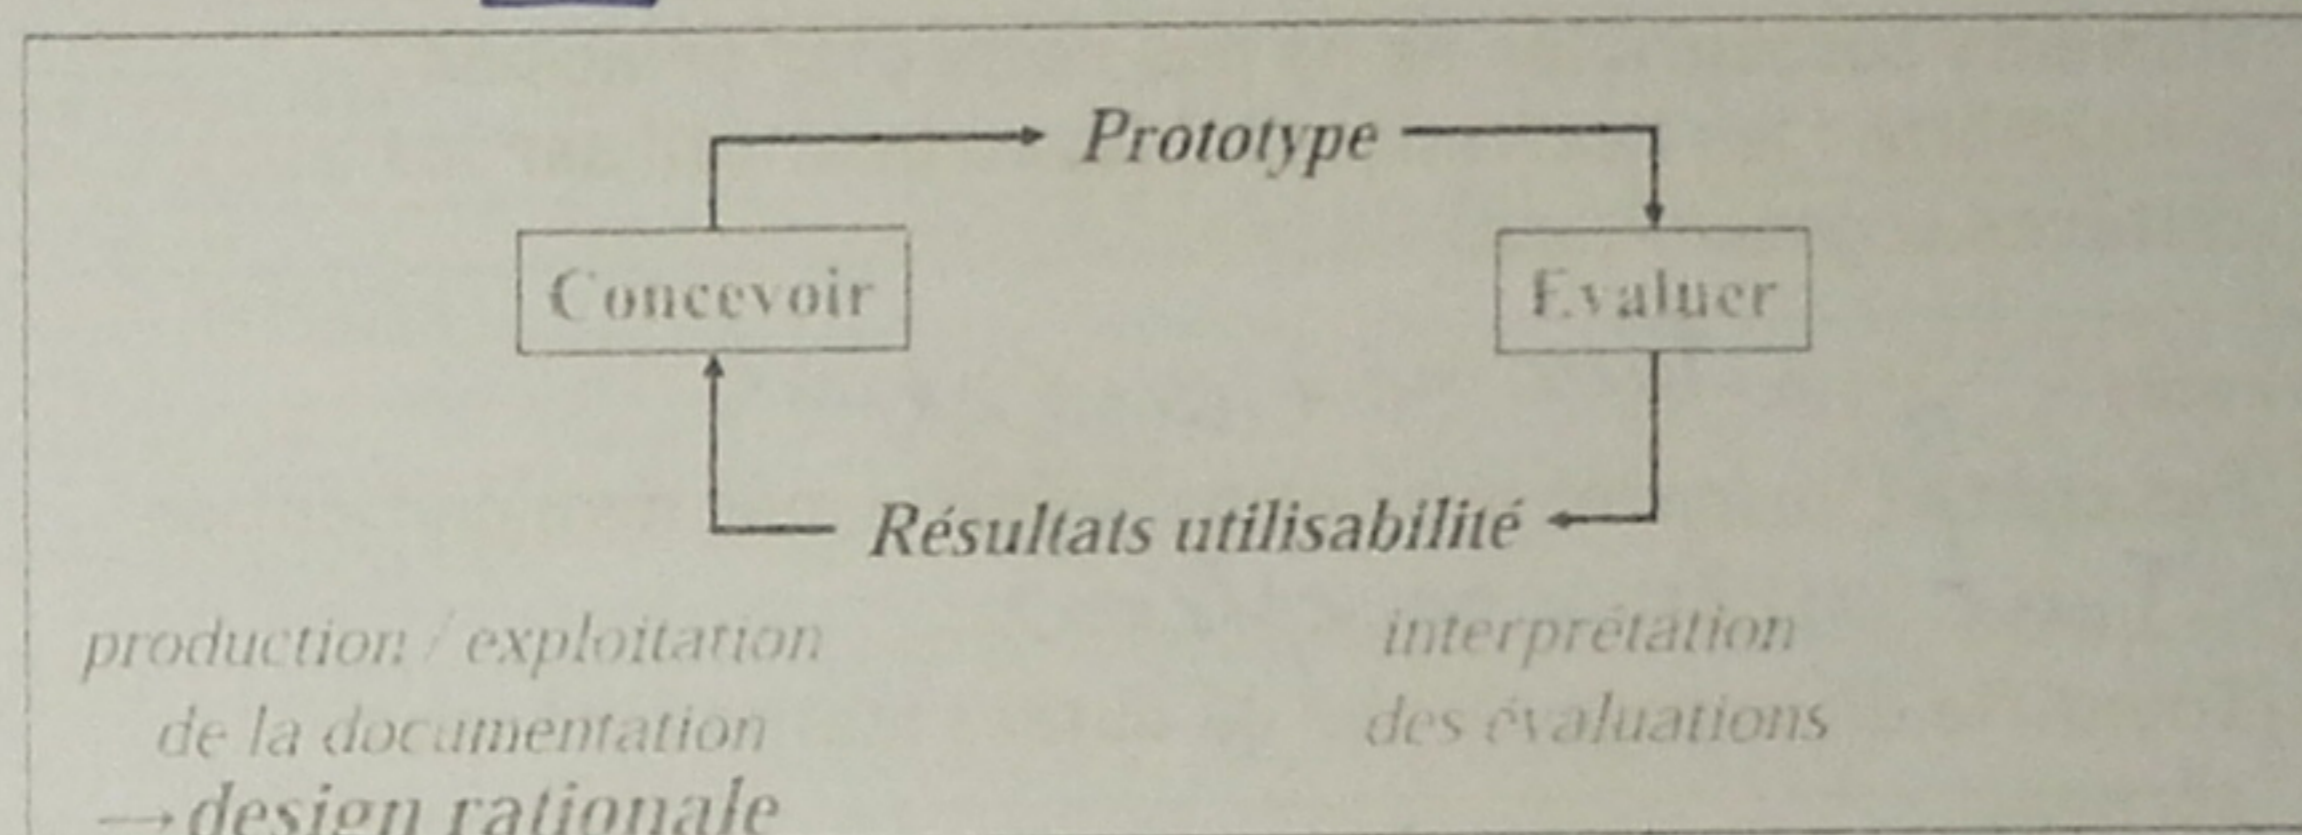 Prototype
Concevoir
Evaluer
Résultats utilisabilité
production / exploitation
de la documentation
→design rationale
interprétation
des évaluations